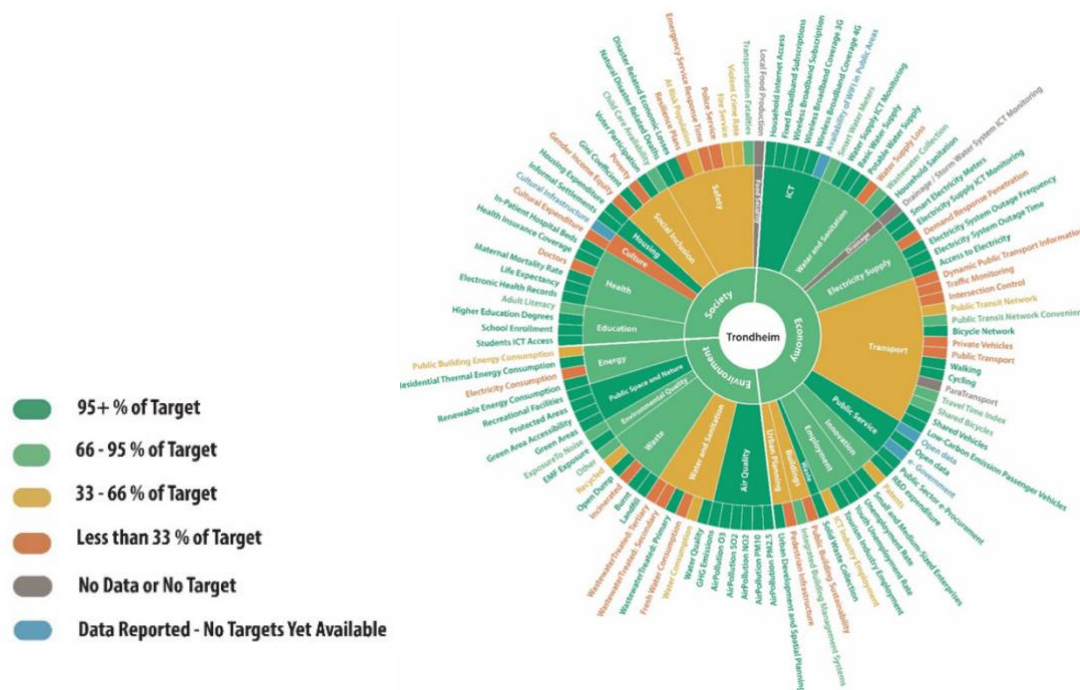 95+ % of Target
66 - 95 % of Target
33 - 66 % of Target
Less than 33 % of Target
No Data or No Target
Data Reported - No Targets Yet Available
Trondheim
Economy
Environment
Society
ICT
Water and Sanitation
Drainage
Electricity Supply
Transport
Public Service
Innovation
Employment
Waste
Buildings
Urban Planning
Air Quality
Water and Sanitation
Waste
Environmental Quality
Public Space and Nature
Energy
Education
Health
Culture
Housing
Social Inclusion
Safety
Food Security
Household Internet Access
Fixed Broadband Subscriptions
Wireless Broadband Subscription
Wireless Broadband Coverage 3G
Wireless Broadband Coverage 4G
Availability of WIFI in Public Areas
Smart Water Meters
Water Supply ICT Monitoring
Basic Water Supply
Potable Water Supply
Water Supply Loss
Wastewater Collection
Household Sanitation
Drainage / Storm Water System ICT Monitoring
Smart Electricity Meters
Electricity Supply ICT Monitoring
Demand Response Penetration
Electricity System Outage Frequency
Electricity System Outage Time
Access to Electricity
Dynamic Public Transport Information
Traffic Monitoring
Intersection Control
Public Transit Network
Public Transit Network Convenien
Bicycle Network
Private Vehicles
Public Transport
Walking
Cycling
ParaTransport
Travel Time Index
Shared Bicycles
Shared Vehicles
Low-Carbon Emission Passenger Vehicles
Open data
Open data
e- Government
Public Sector e-Procurement
R&D expenditure
Patents
Small and Medium-Sized Enterprises
Unemployment Rate
Youth Unemployment Rate
Tourism Industry Employment
ICT Industry Employment
Solid Waste Collection
Public Building Sustainability
Integrated Building Management Systems
Pedestrian Infrastructure
Urban Development and Spatial Planning
AirPollution PM2.5
AirPollution PM10
AirPollution NO2
AirPollution SO2
AirPollution O3
GHG Emissions
Water Quality
Water Consumption
Fresh Water Consumption
WastewaterTreated: Primary
WastewaterTreated: Secondary
WastewaterTreated: Tertiary
Landfill
Burnt
Incinerated
Open Dump
Recycled
Other
EMF Exposure
ExposureTo Noise
Green Areas
Green Area Accessibility
Protected Areas
Recreational Facilities
Renewable Energy Consumption
Electricity Consumption
Residential Thermal Energy Consumption
Public Building Energy Consumption
Students ICT Access
School Enrollment
Higher Education Degrees
Adult Literacy
Electronic Health Records
Life Expectancy
Maternal Mortality Rate
Doctors
Health Insurance Coverage
In-Patient Hospital Beds
Cultural Expenditure
Cultural Infrastructure
Informal Settlements
Housing Expenditure
Gender Income Equity
Gini Coefficient
Poverty
Voter Participation
Child Care Availability
Natural Disaster Related Deaths
Disaster Related Economic Losses
Resilience Plans
At Risk Population
Emergency Service Response Time
Police Service
Fire Service
Violent Crime Rate
Transportation Fatalities
Local Food Production